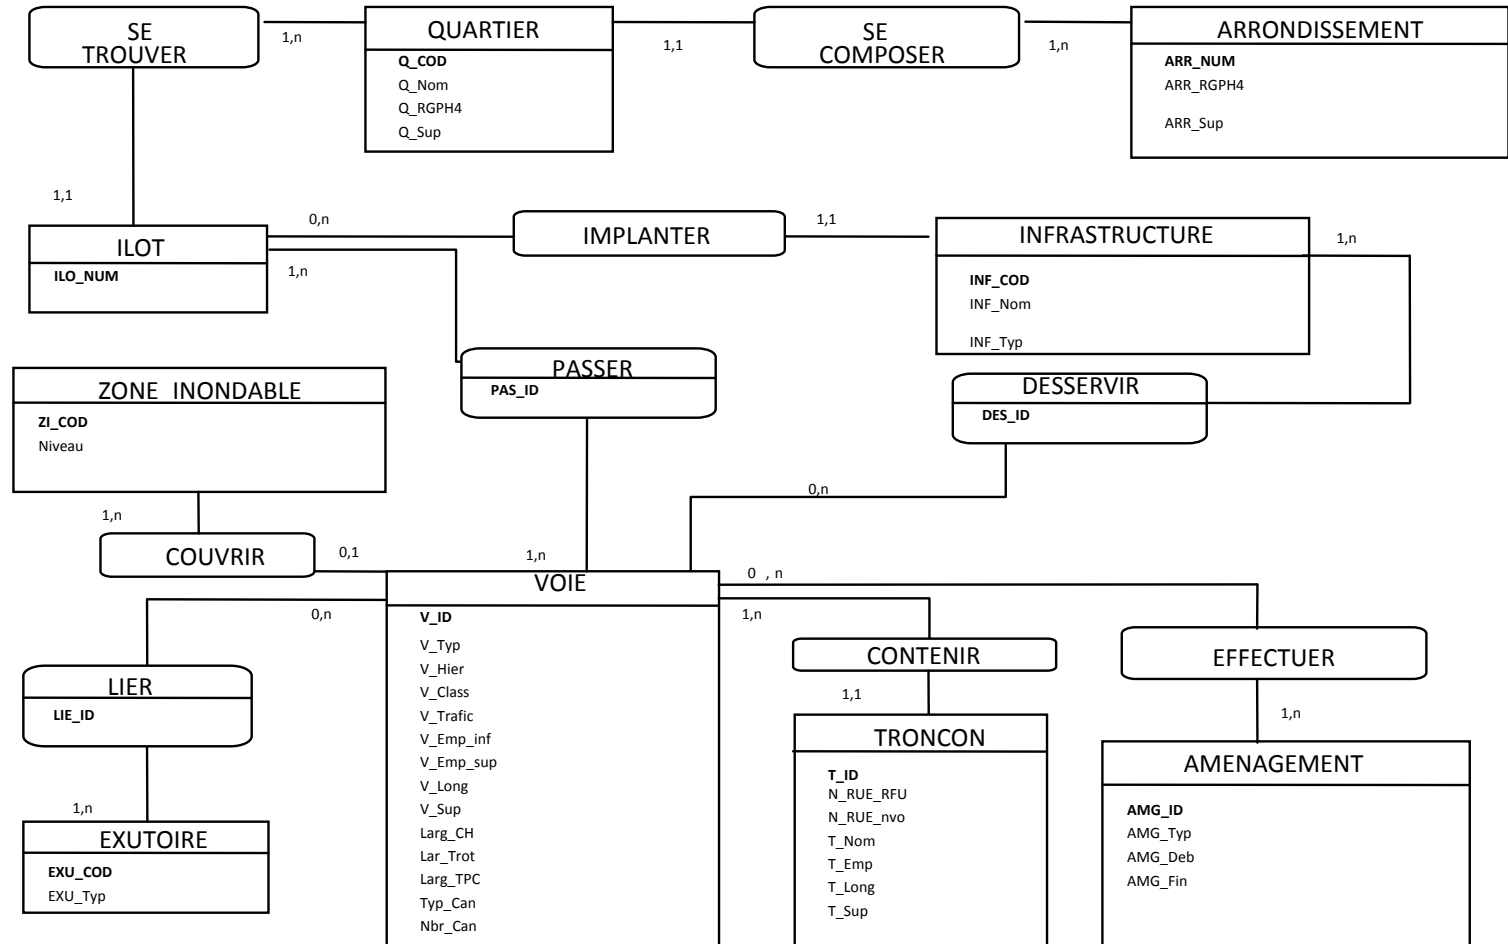 SE
TROUVER
1,n
QUARTIER
Q_COD
Q_Nom
Q_RGPH4
Q_Sup
1,1
SE
COMPOSER
1,n
ARRONDISSEMENT
ARR_NUM
ARR_RGPH4
ARR_Sup
1,1
ILOT
ILO_NUM
0,n
1,n
IMPLANTER
1,1
INFRASTRUCTURE
INF_COD
INF_Nom
INF_Typ
1,n
PASSER
PAS_ID
DESSERVIR
DES_ID
ZONE INONDABLE
ZI_COD
Niveau
1,n
COUVRIR
0,1
1,n
0,n
VOIE
V_ID
V_Typ
V_Hier
V_Class
V_Trafic
V_Emp_inf
V_Emp_sup
V_Long
V_Sup
Larg_CH
Lar_Trot
Larg_TPC
Typ_Can
Nbr_Can
0,n
LIER
LIE_ID
1,n
EXUTOIRE
EXU_COD
EXU_Typ
0 , n
1,n
CONTENIR
1,1
TRONCON
T_ID
N_RUE_RFU
N_RUE_nvo
T_Nom
T_Emp
T_Long
T_Sup
EFFECTUER
1,n
AMENAGEMENT
AMG_ID
AMG_Typ
AMG_Deb
AMG_Fin